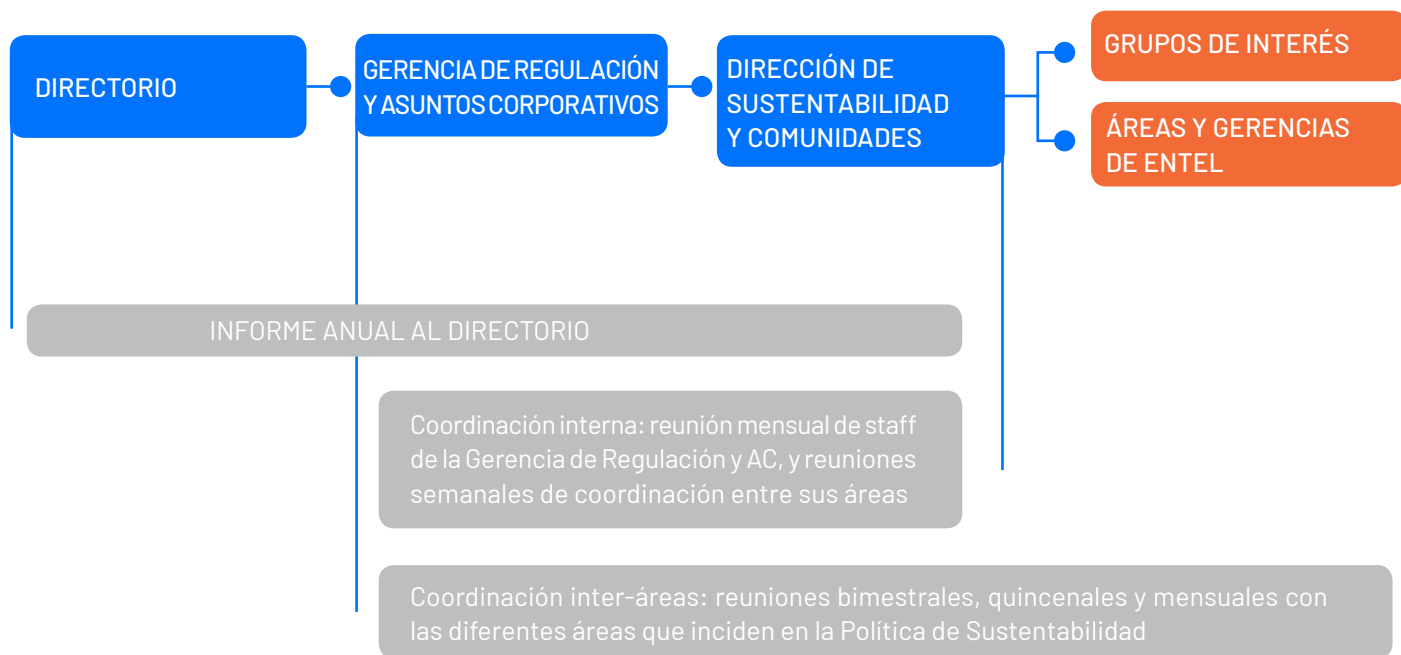 DIRECTORIO
GERENCIA DE REGULACIÓN
Y ASUNTOS CORPORATIVOS
DIRECCIÓN DE
SUSTENTABILIDAD
Y COMUNIDADES
GRUPOS DE INTERÉS
ÁREAS Y GERENCIAS
DE ENTEL
INFORME ANUAL AL DIRECTORIO
Coordinación interna: reunión mensual de staff
de la Gerencia de Regulación y AC, y reuniones
semanales de coordinación entre sus áreas
Coordinación inter-áreas: reuniones bimestrales, quincenales y mensuales con
las diferentes áreas que inciden en la Política de Sustentabilidad